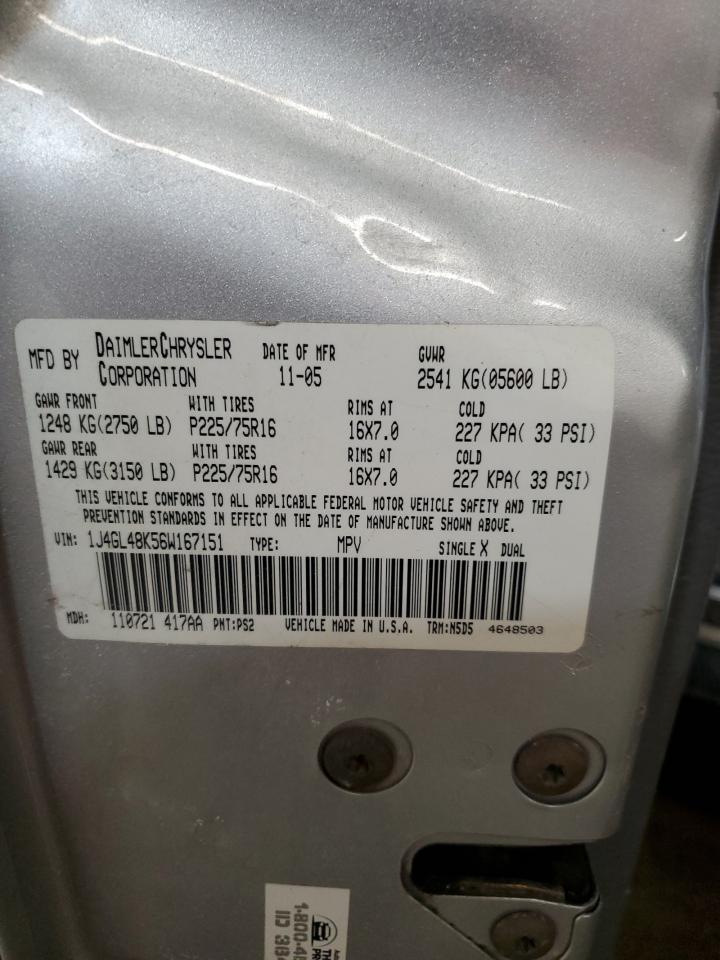 MFD BY DAIMLERCHRYSLER CORPORATION DATE OF MFR 11-05 GVWR 2541 KG(05600 LB)
GAWR FRONT WITH TIRES RIMS AT COLD
1248 KG(2750 LB) P225/75R16 16X7.0 227 KPA( 33 PSI)
GAWR REAR WITH TIRES RIMS AT COLD
1429 KG(3150 LB) P225/75R16 16X7.0 227 KPA( 33 PSI)
THIS VEHICLE CONFORMS TO ALL APPLICABLE FEDERAL MOTOR VEHICLE SAFETY AND THEFT
PREVENTION STANDARDS IN EFFECT ON THE DATE OF MANUFACTURE SHOWN ABOVE.
VIN: 1J4GL48K56W167151 TYPE: MPV SINGLE X DUAL
MDH: 110721 417AA PNT:PS2 VEHICLE MADE IN U.S.A. TRM:N5D5 4648503
1-800-4
ID